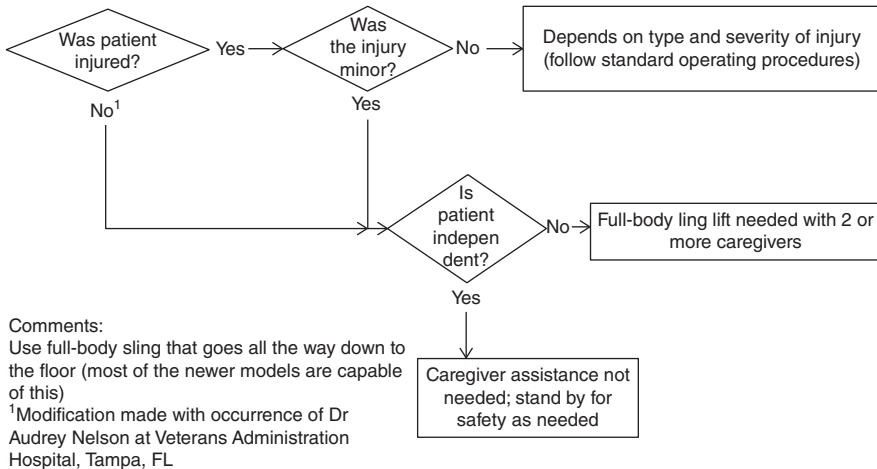 Was patient
injured?
Yes
Was
the injury
minor?
No
Depends on type and severity of injury
(follow standard operating procedures)
No¹
Yes
Is
patient
indepen
dent?
No
Full-body ling lift needed with 2 or
more caregivers
Yes
Caregiver assistance not
needed; stand by for
safety as needed
Comments:
Use full-body sling that goes all the way down to
the floor (most of the newer models are capable
of this)
¹Modification made with occurrence of Dr
Audrey Nelson at Veterans Administration
Hospital, Tampa, FL